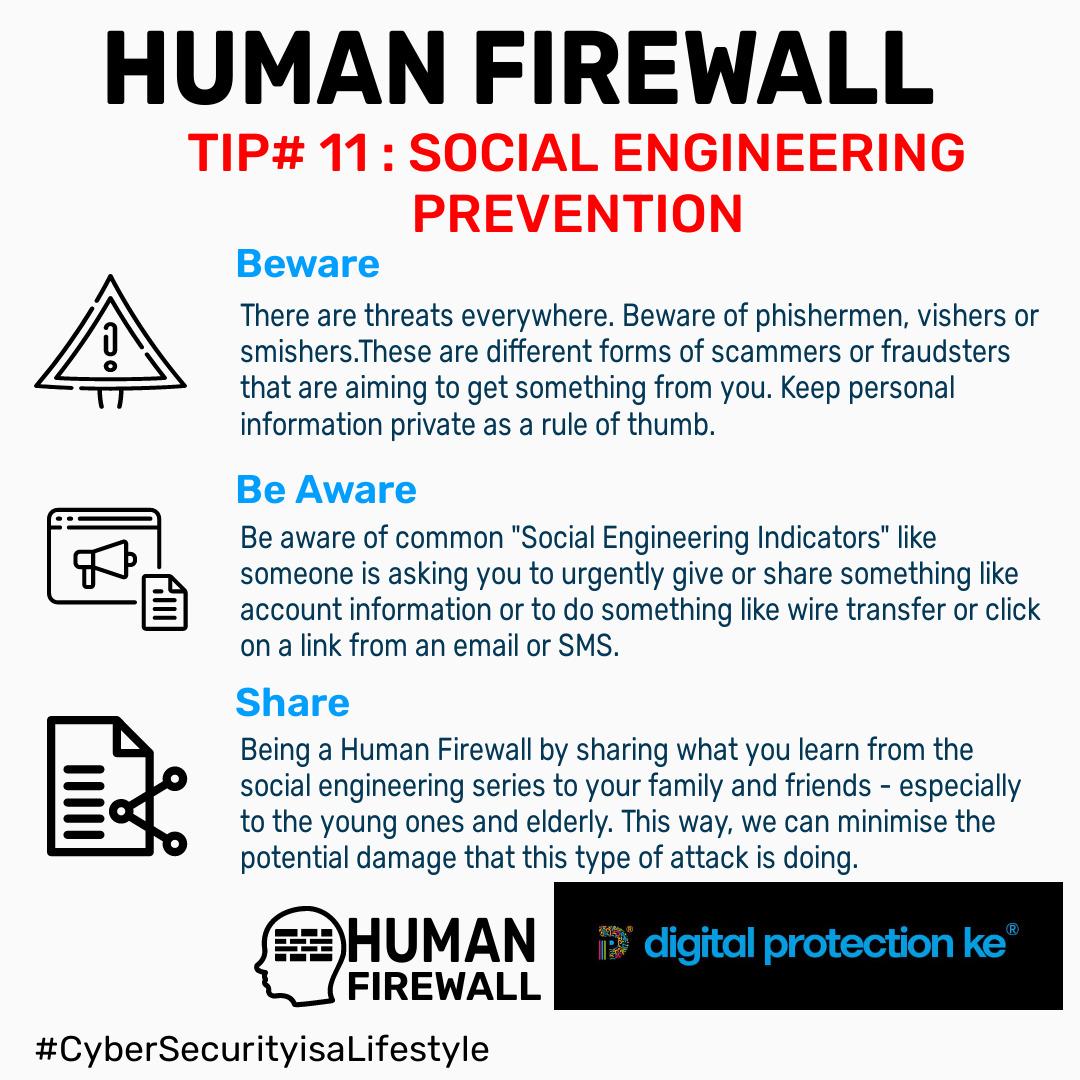 HUMAN FIREWALL
TIP# 11 : SOCIAL ENGINEERING
PREVENTION
Beware
There are threats everywhere. Beware of phishermen, vishers or
smishers.These are different forms of scammers or fraudsters
that are aiming to get something from you. Keep personal
information private as a rule of thumb.
Be Aware
Be aware of common "Social Engineering Indicators" like
someone is asking you to urgently give or share something like
account information or to do something like wire transfer or click
on a link from an email or SMS.
Share
Being a Human Firewall by sharing what you learn from the
social engineering series to your family and friends - especially
to the young ones and elderly. This way, we can minimise the
potential damage that this type of attack is doing.
HUMAN
FIREWALL
digital protection ke®
#CyberSecurityisaLifestyle